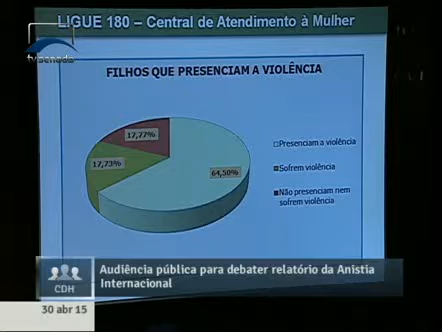 LIGUE 180 – Central de Atendimento à Mulher
tvsenado
FILHOS QUE PRESENCIAM A VIOLÊNCIA
17,77%
17,73%
64,50%
Presenciam a violência
Sofrem violência
Não presenciam nem
sofrem violência
CDH
Audiência pública para debater relatório da Anistia
Internacional
30 abr 15